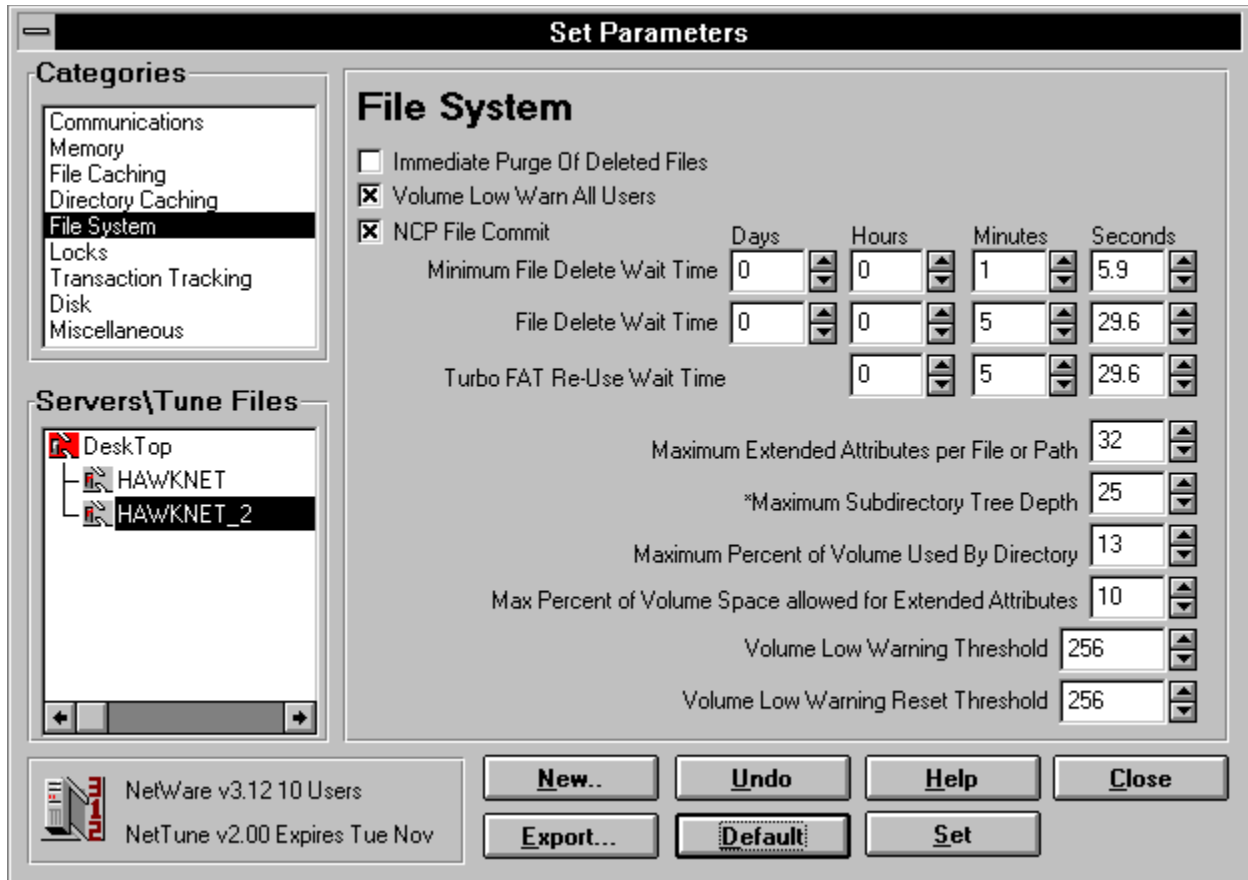 Set Parameters
Categories
Communications
Memory
File Caching
Directory Caching
File System
Locks
Transaction Tracking
Disk
Miscellaneous
Servers\Tune Files
DeskTop
HAWKNET
HAWKNET_2
File System
Immediate Purge Of Deleted Files
Volume Low Warn All Users
NCP File Commit
Days Hours Minutes Seconds
Minimum File Delete Wait Time 0 0 1 5.9
File Delete Wait Time 0 0 5 29.6
Turbo FAT Re-Use Wait Time 0 5 29.6
Maximum Extended Attributes per File or Path 32
*Maximum Subdirectory Tree Depth 25
Maximum Percent of Volume Used By Directory 13
Max Percent of Volume Space allowed for Extended Attributes 10
Volume Low Warning Threshold 256
Volume Low Warning Reset Threshold 256
312
NetWare v3.12 10 Users
NetTune v2.00 Expires Tue Nov
New.. Undo Help Close
Export... Default Set